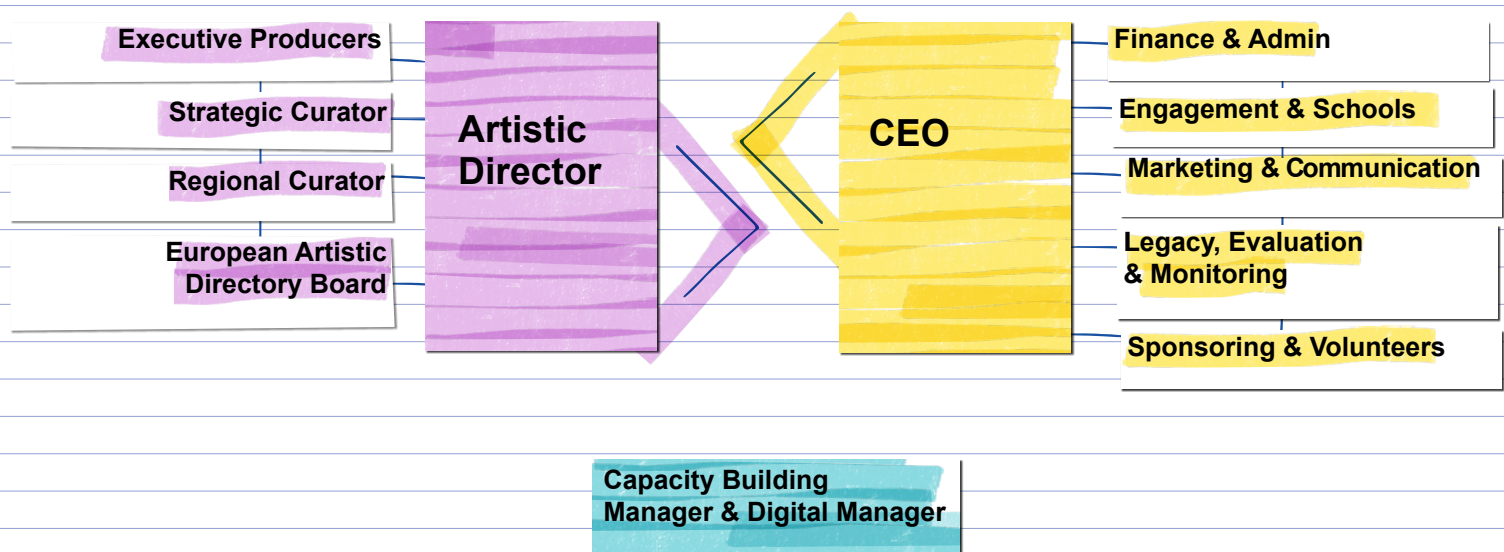 Executive Producers
Strategic Curator
Regional Curator
European Artistic
Directory Board
Artistic
Director
CEO
Finance & Admin
Engagement & Schools
Marketing & Communication
Legacy, Evaluation
& Monitoring
Sponsoring & Volunteers
Capacity Building
Manager & Digital Manager